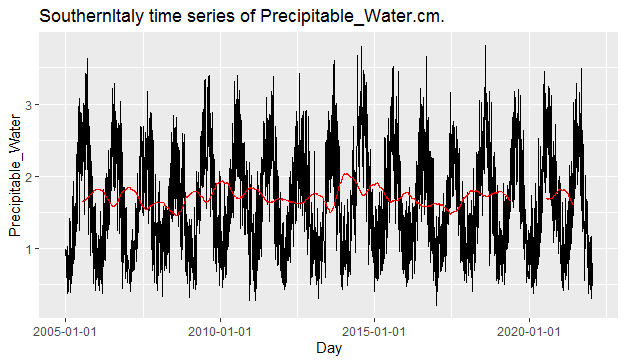 SouthernItaly time series of Precipitable_Water.cm.
Precipitable_Water
3
2
1
2005-01-01 2010-01-01 2015-01-01 2020-01-01
Day